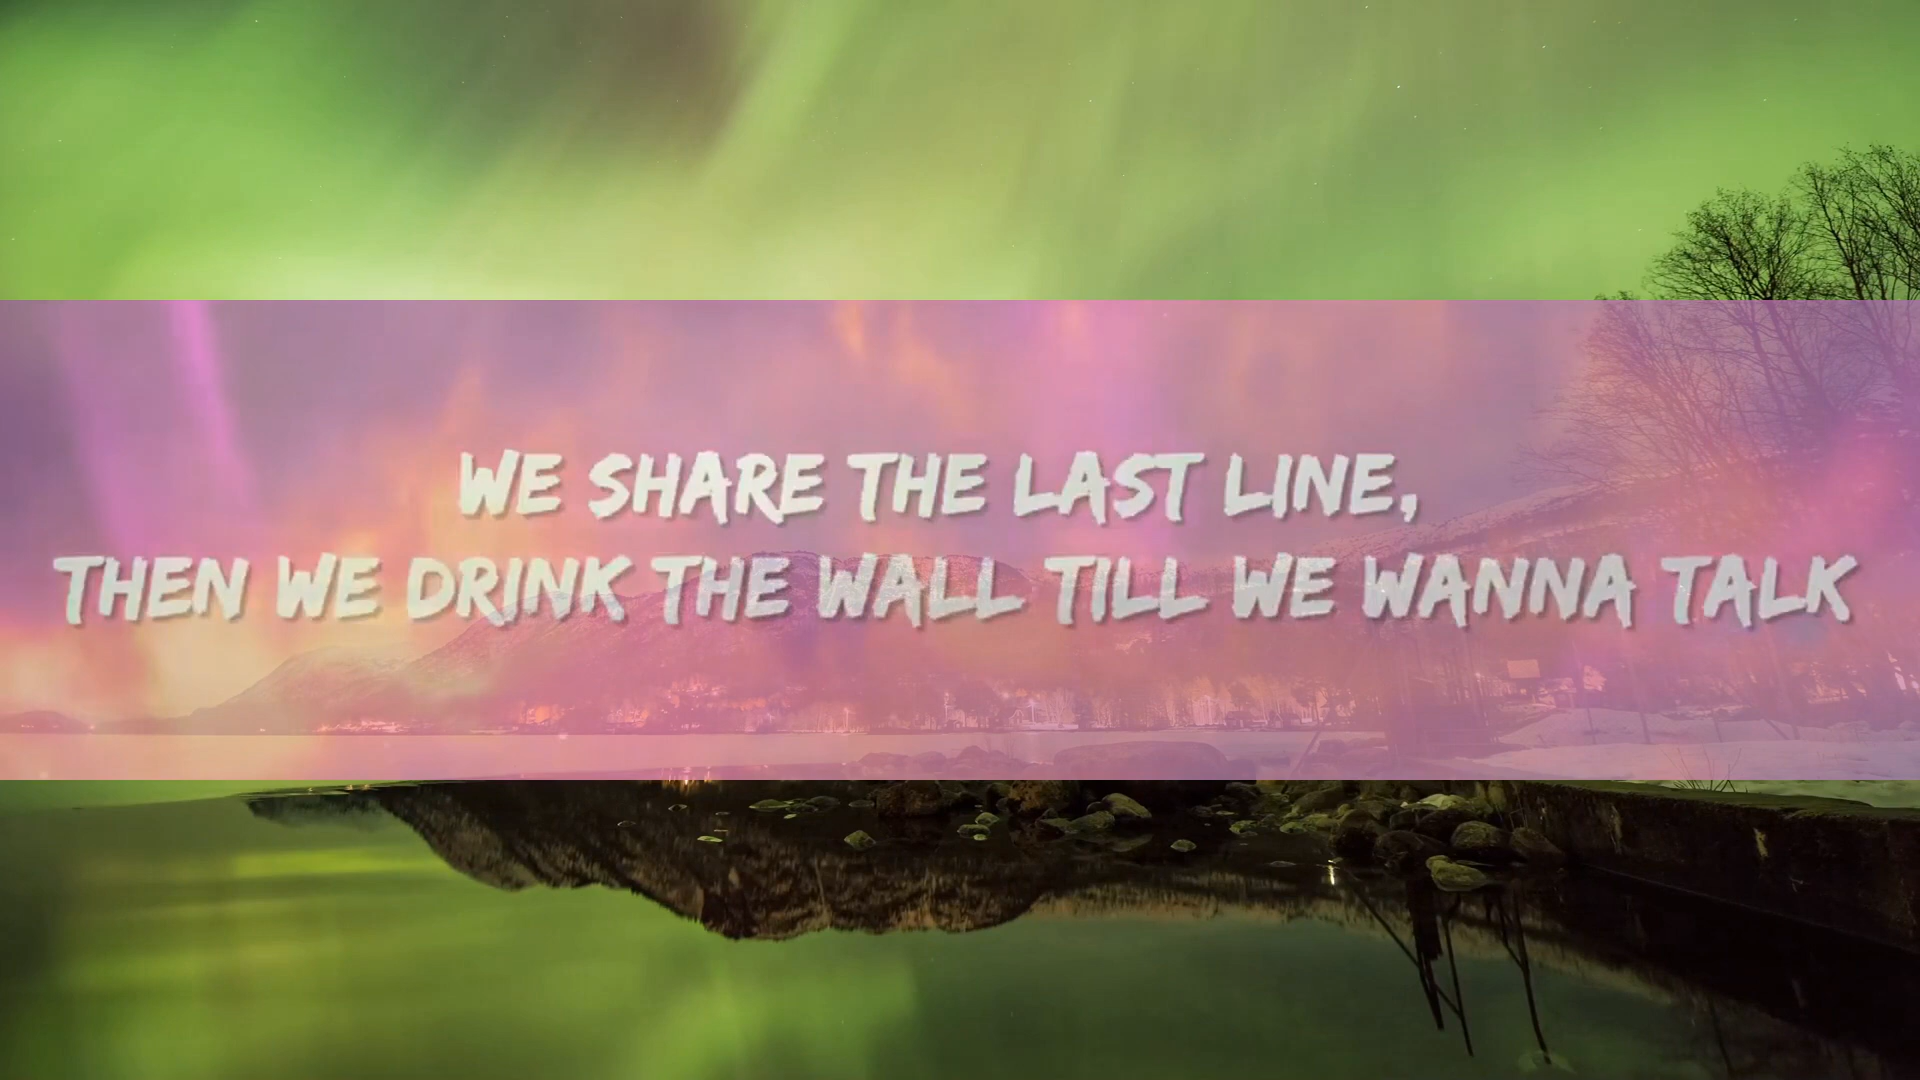 WE SHARE THE LAST LINE,
THEN WE DRINK THE WALL TILL WE WANNA TALK